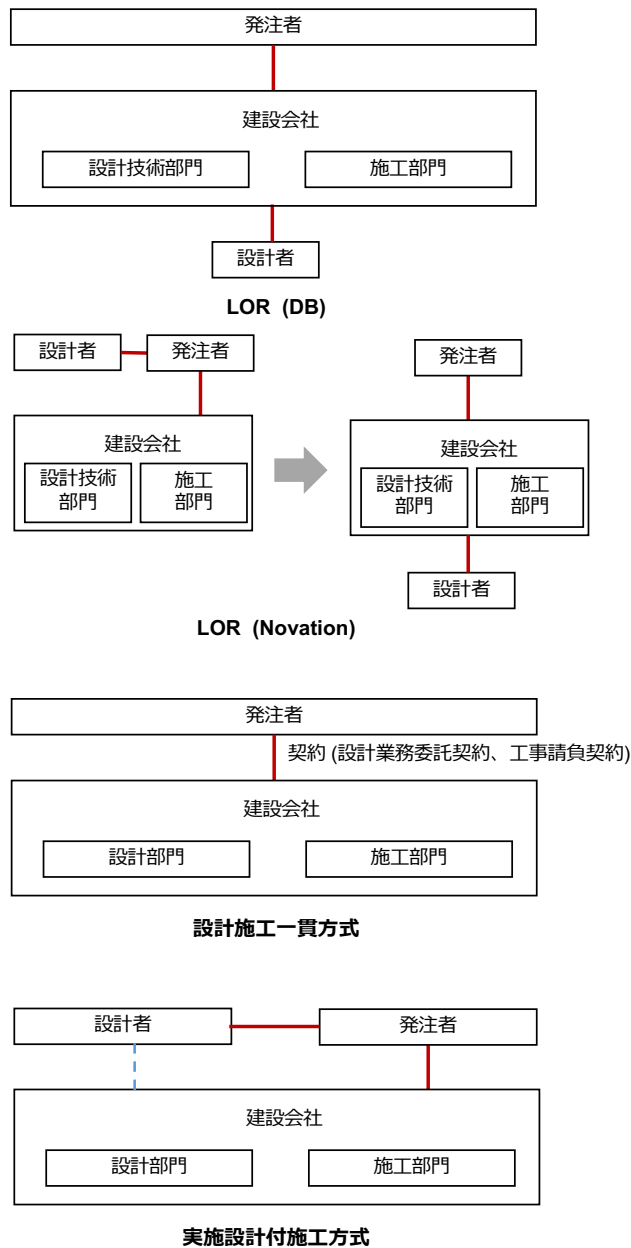 発注者
建設会社
設計技術部門 施工部門
設計者
LOR (DB)
設計者 発注者
建設会社
設計技術
部門
施工
部門
発注者
建設会社
設計技術
部門
施工
部門
設計者
LOR (Novation)
発注者
契約 (設計業務委託契約、工事請負契約)
建設会社
設計部門 施工部門
設計施工一貫方式
設計者 発注者
建設会社
設計部門 施工部門
実施設計付施工方式